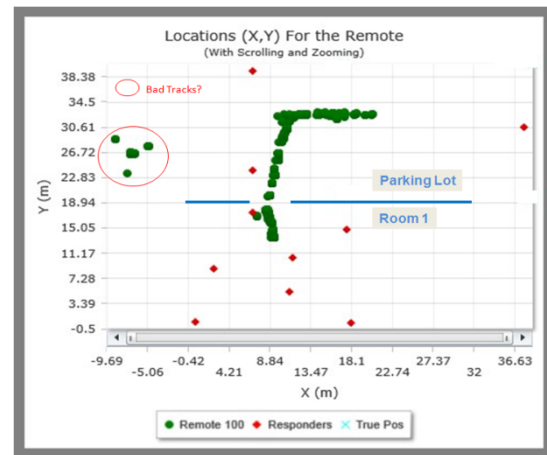 Locations (X,Y) For the Remote
(With Scrolling and Zooming)
38.38
Bad Tracks?
34.5
30.61
26.72
22.83
Parking Lot
18.94
Room 1
15.05
11.17
7.28
3.39
-0.5
Y (m)
-9.69 -0.42 8.84 18.1 27.37 36.63
-5.06 4.21 13.47 22.74 32
X (m)
Remote 100 Responders True Pos